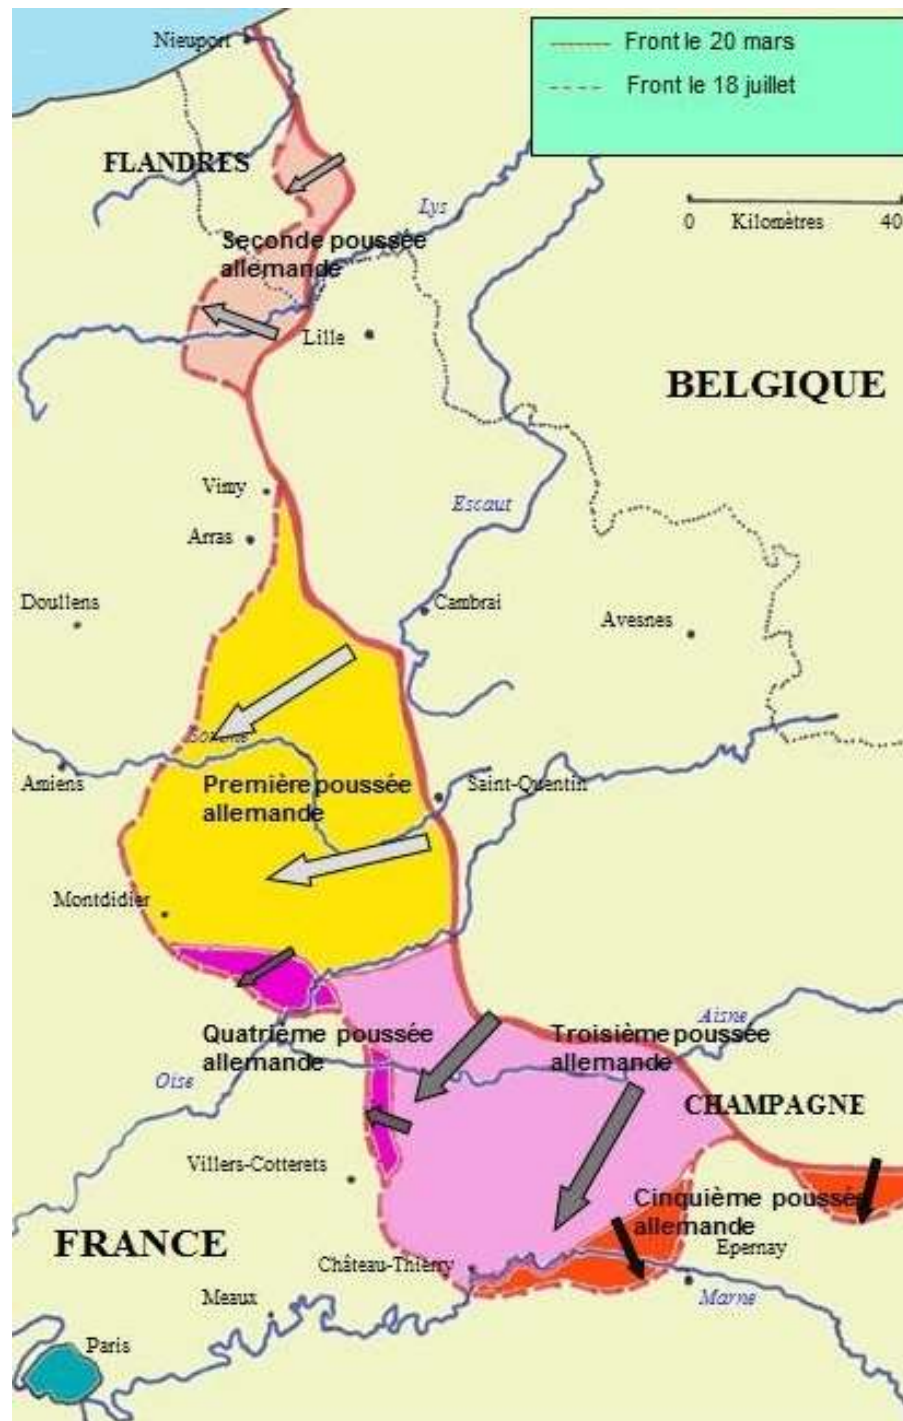 Nieuport
Front le 20 mars
Front le 18 juillet
FLANDRES
Lys
0 Kilomètres 40
Seconde poussée
allemande
Lille
BELGIQUE
Vimy
Escaut
Arras
Doullens
Cambrai
Avesnes
Amiens
Première poussée
allemande
Saint-Quentin
Montdidier
Aisne
Quatrième poussée
allemande
Troisième poussée
allemande
Oise
CHAMPAGNE
Villers-Cotterets
Cinquième poussée
allemande
FRANCE
Epernay
Château-Thierry
Meaux
Marne
Paris